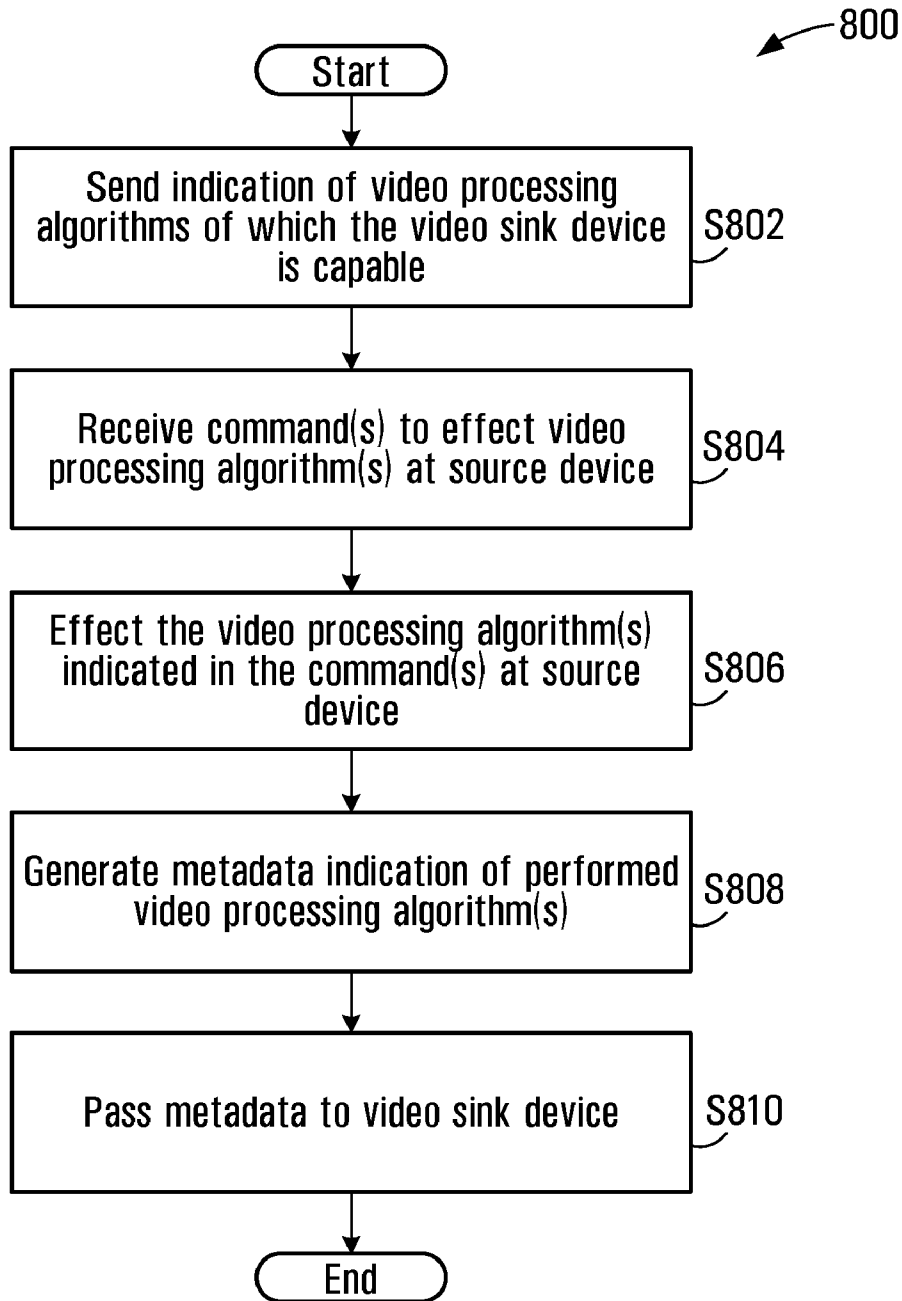 800
Start
Send indication of video processing
algorithms of which the video sink device
is capable
S802
Receive command(s) to effect video
processing algorithm(s) at source device
S804
Effect the video processing algorithm(s)
indicated in the command(s) at source
device
S806
Generate metadata indication of performed
video processing algorithm(s)
S808
Pass metadata to video sink device
S810
End